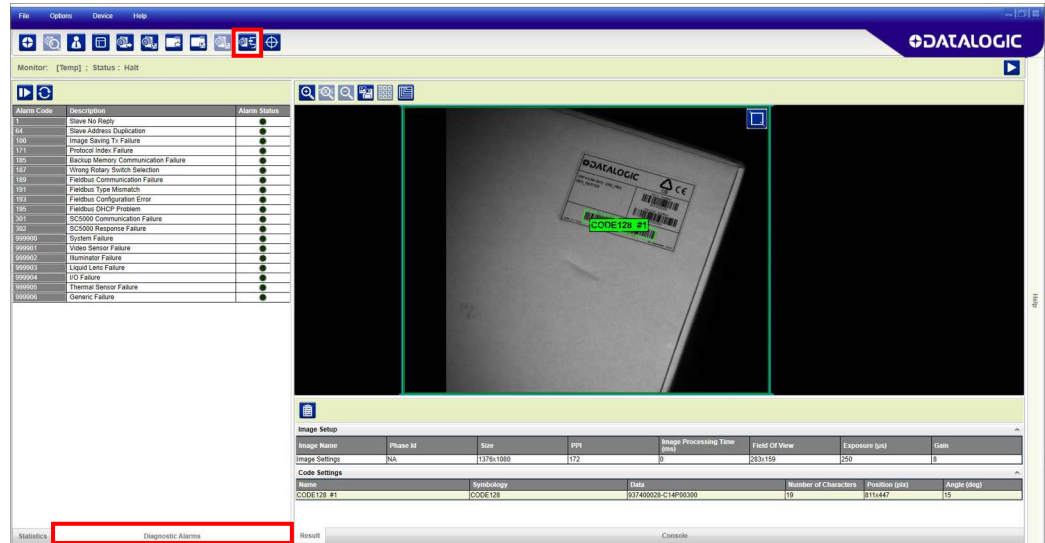 File Options Device Help
DATALOGIC
Monitor: [Temp] ; Status : Halt
Alarm Code Description Alarm Status
1 Slave No Reply
64 Slave Address Duplication
100 Image Saving Tx Failure
171 Protocol Index Failure
185 Backup Memory Communication Failure
187 Wrong Rotary Switch Selection
189 Fieldbus Communication Failure
191 Fieldbus Type Mismatch
193 Fieldbus Configuration Error
195 Fieldbus DHCP Problem
301 SC5000 Communication Failure
302 SC5000 Response Failure
999900 System Failure
999901 Video Sensor Failure
999902 Illuminator Failure
999903 Liquid Lens Failure
999904 I/O Failure
999905 Thermal Sensor Failure
999906 Generic Failure
DATALOGIC
CE
CODE128 #1
Help
Image Setup
Image Name Phase Id Size PPI Image Processing Time (ms) Field Of View Exposure (µs) Gain
Image Settings NA 1376x1080 172 0 283x159 250 8
Code Settings
Name Symbology Data Number of Characters Position (pix) Angle (deg)
CODE128 #1 CODE128 937400028-C14P00300 19 811x447 15
Statistics Diagnostic Alarms Result Console